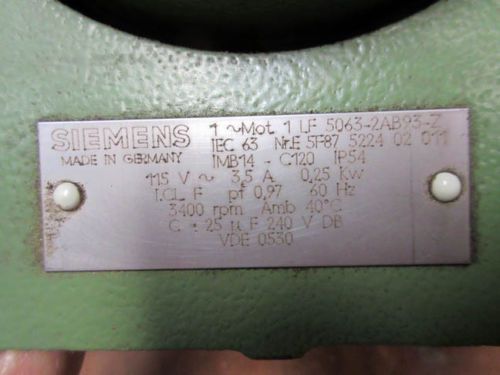 SIEMENS 1 ~Mot. 1 LF 5063-2AB93-Z
MADE IN GERMANY IEC 63 Nr.E 5F87 5224 02 011
IMB14 - C120 IP54
115 V ~ 3,5 A 0,25 Kw
I.CL F pf 0,97 60 Hz
3400 rpm Amb 40°C
C : 25 µF 240 V DB
VDE 0530